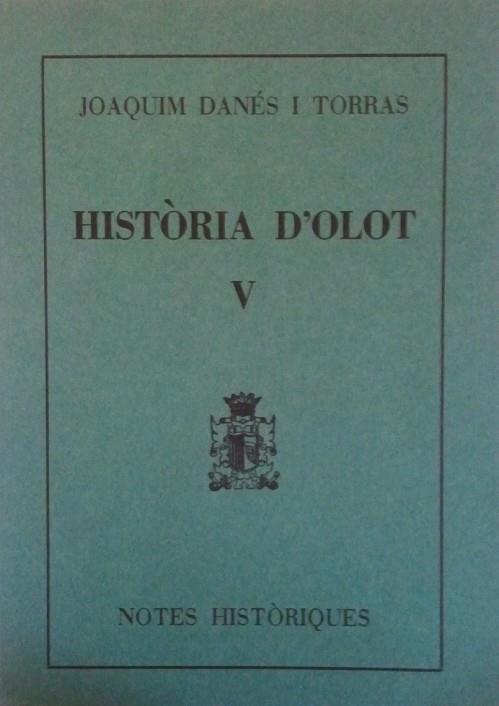 JOAQUIM DANÉS I TORRAS
HISTÒRIA D'OLOT
V
NOTES HISTÒRIQUES